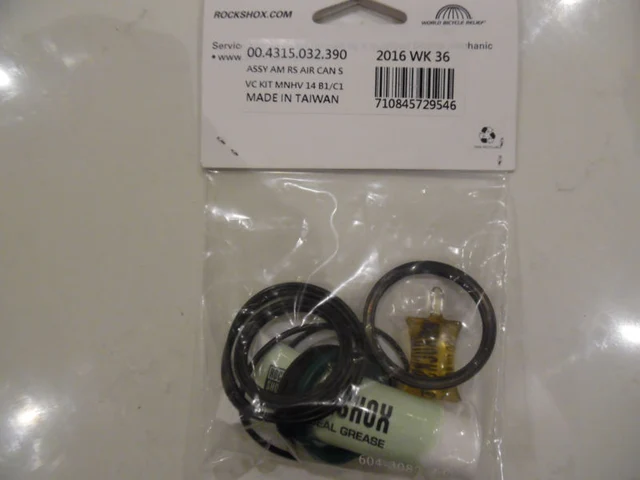 ROCKSHOX.COM
WORLD BICYCLE RELIEF
Servic
hanic
• www
00.4315.032.390
2016 WK 36
ASSY AM RS AIR CAN S
VC KIT MNHV 14 B1/C1
MADE IN TAIWAN
710845729546
SHOX
EAL GREASE